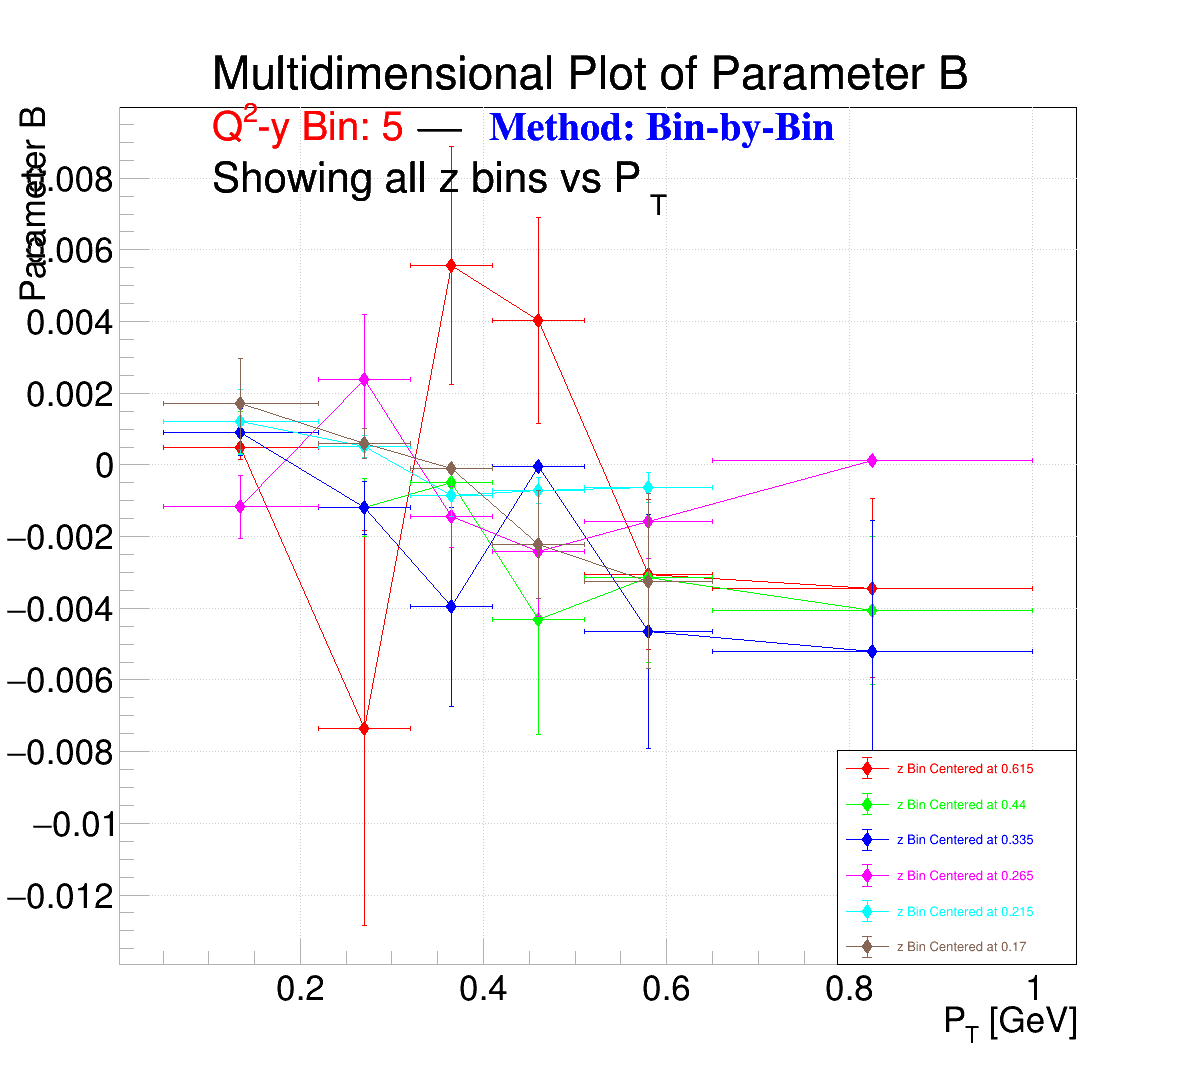 Multidimensional Plot of Parameter B
Q²-y Bin: 5 — Method: Bin-by-Bin
Showing all z bins vs P_T
Parameter B
0.008
0.006
0.004
0.002
0
−0.002
−0.004
−0.006
−0.008
−0.01
−0.012
0.2 0.4 0.6 0.8 1
P_T [GeV]
z Bin Centered at 0.615
z Bin Centered at 0.44
z Bin Centered at 0.335
z Bin Centered at 0.265
z Bin Centered at 0.215
z Bin Centered at 0.17